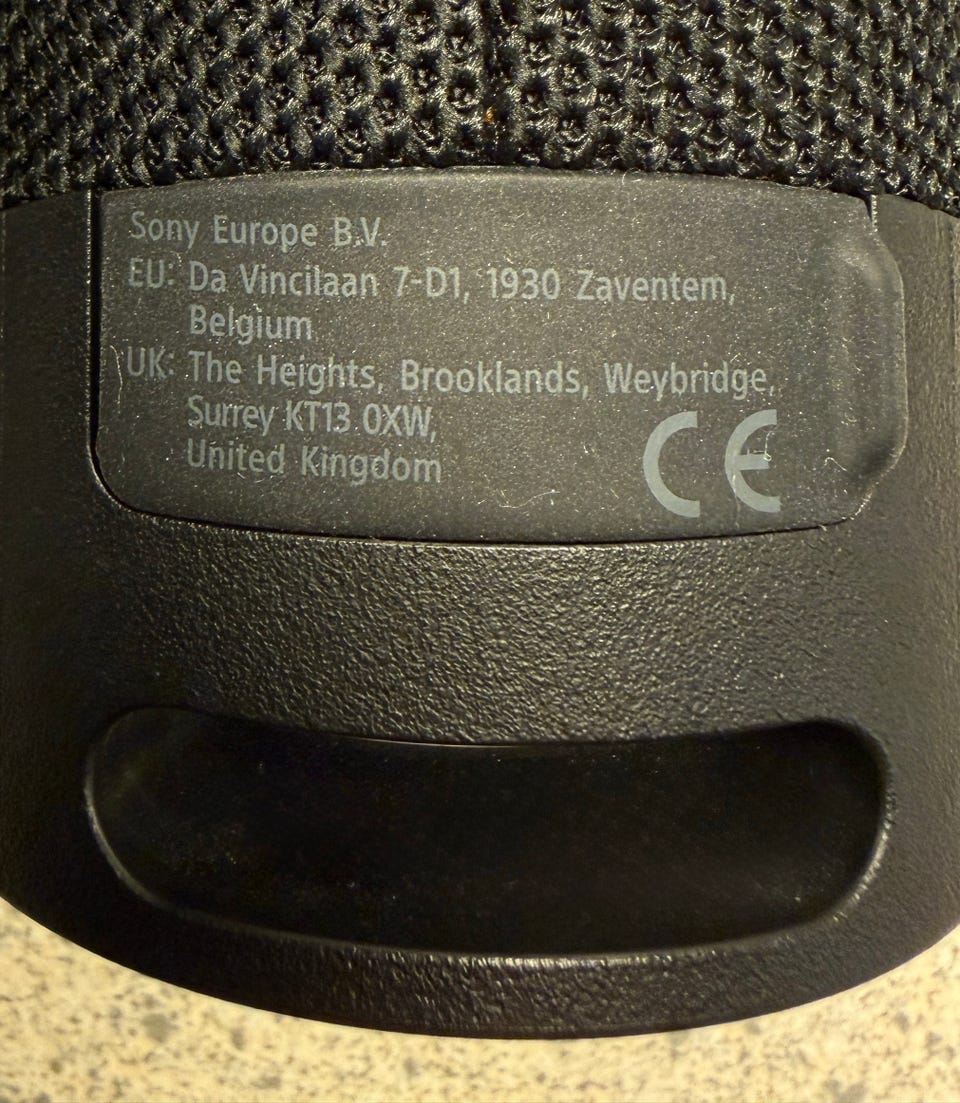 Sony Europe B.V.
EU: Da Vincilaan 7-D1, 1930 Zaventem,
Belgium
UK: The Heights, Brooklands, Weybridge,
Surrey KT13 0XW,
United Kingdom
CE